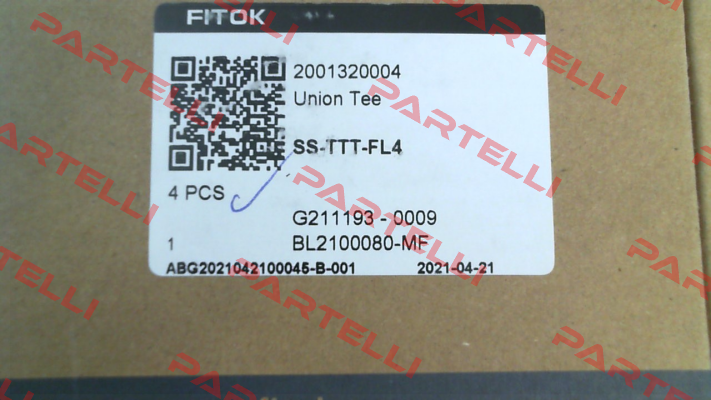 FITOK
2001320004
Union Tee
SS-TTT-FL4
4 PCS
G211193 - 0009
1 BL2100080-MF
ABG2021042100045-B-001 2021-04-21
PARTELLI
PARTELLI
PARTELLI
PARTELLI
PARTELLI
PARTELLI